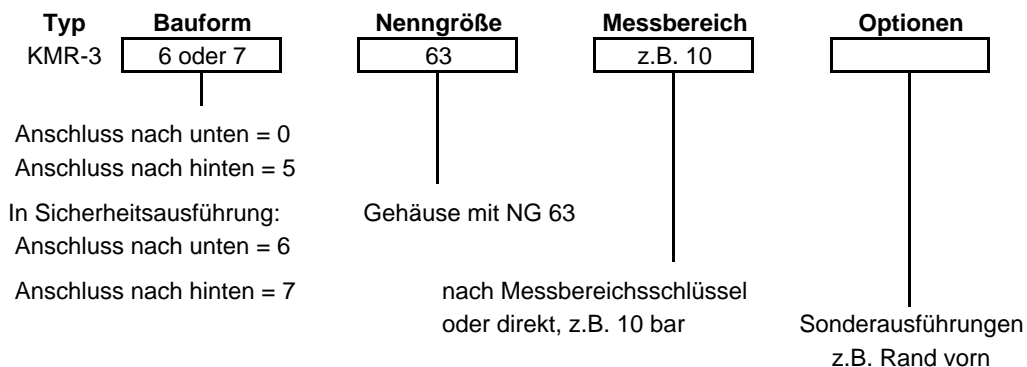 Typ Bauform Nenngröße Messbereich Optionen
KMR-3 6 oder 7 63 z.B. 10
Anschluss nach unten = 0
Anschluss nach hinten = 5
In Sicherheitsausführung: Gehäuse mit NG 63
Anschluss nach unten = 6
Anschluss nach hinten = 7 nach Messbereichsschlüssel
oder direkt, z.B. 10 bar Sonderausführungen
z.B. Rand vorn